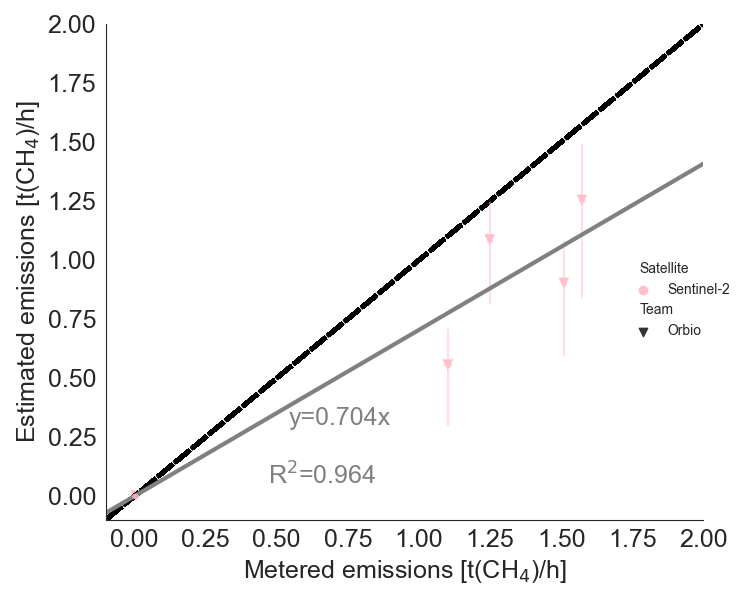 2.00
1.75
1.50
1.25
1.00
0.75
0.50
0.25
0.00
Estimated emissions [t(CH₄)/h]
Satellite
Sentinel-2
Team
Orbio
y=0.704x
R²=0.964
0.00 0.25 0.50 0.75 1.00 1.25 1.50 1.75 2.00
Metered emissions [t(CH₄)/h]